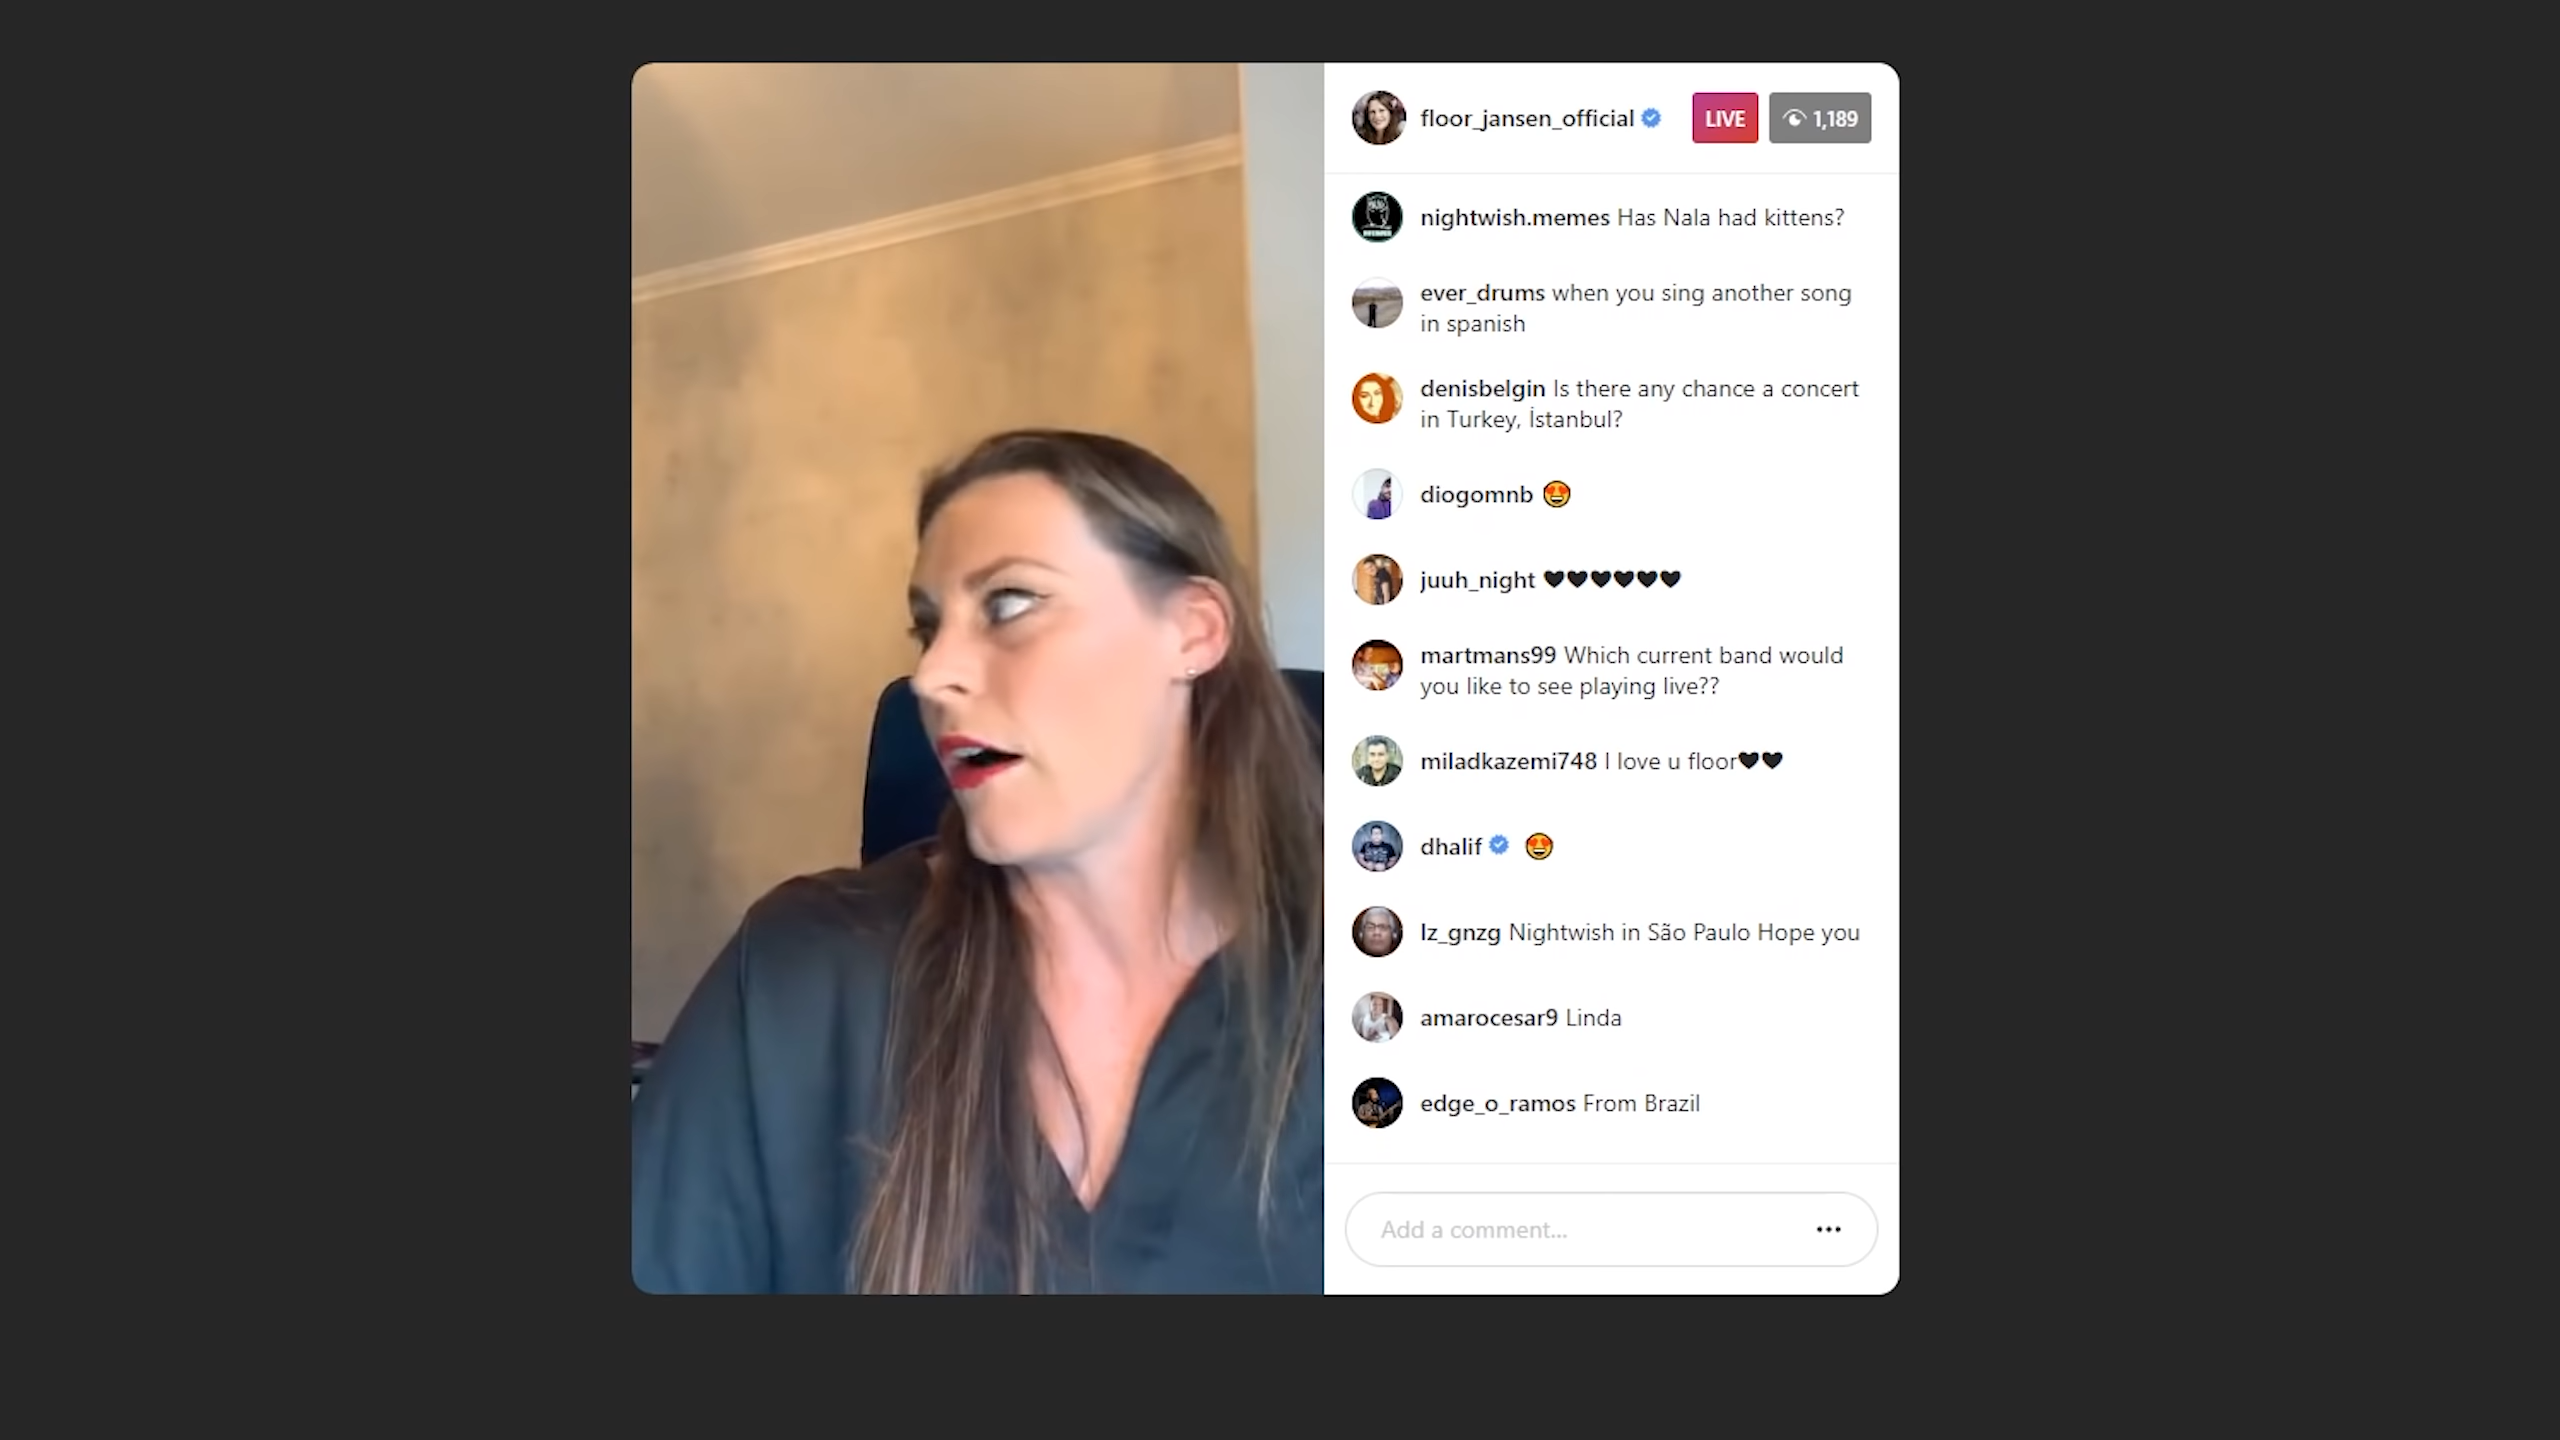 floor_jansen_official LIVE 1,189
nightwish.memes Has Nala had kittens?
ever_drums when you sing another song
in spanish
denisbelgin Is there any chance a concert
in Turkey, İstanbul?
diogomnb 😍
juuh_night ♥♥♥♥♥♥
martmans99 Which current band would
you like to see playing live??
miladkazemi748 I love u floor♥♥
dhalif 😍
lz_gnzg Nightwish in São Paulo Hope you
amarocesar9 Linda
edge_o_ramos From Brazil
Add a comment...